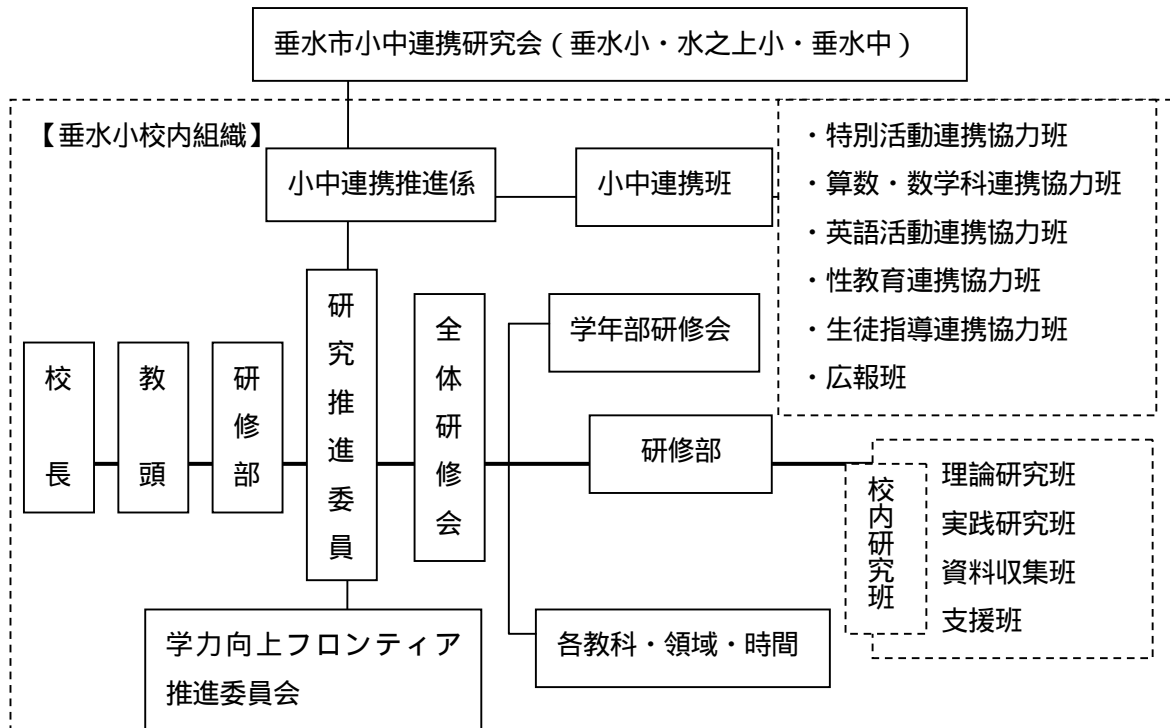 垂水市小中連携研究会(垂水小・水之上小・垂水中)
【垂水小校内組織】
小中連携推進係
小中連携班
・特別活動連携協力班
・算数・数学科連携協力班
・英語活動連携協力班
・性教育連携協力班
・生徒指導連携協力班
・広報班
校長
教頭
研修部
研究推進委員
全体研修会
学年部研修会
研修部
各教科・領域・時間
校内研究班
理論研究班
実践研究班
資料収集班
支援班
学力向上フロンティア
推進委員会